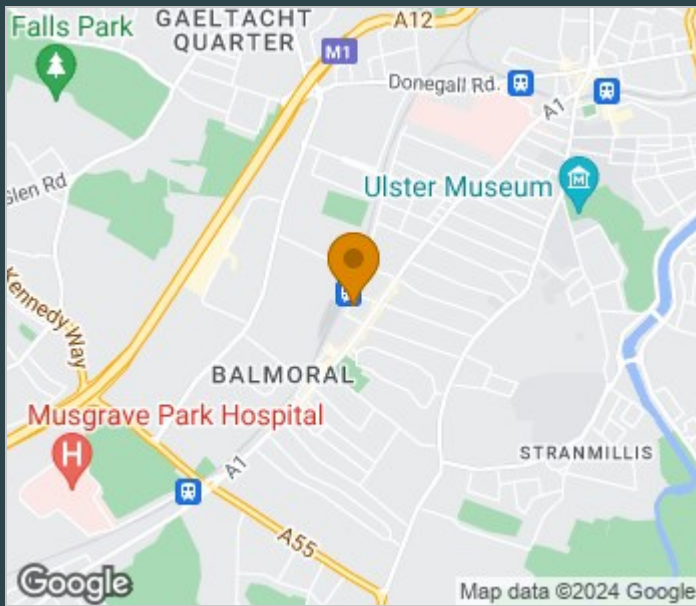 GAELTACHT
QUARTER
A12
Falls Park
M1
Donegall Rd.
A1
Glen Rd
Ulster Museum
M
Kennedy Way
BALMORAL
Musgrave Park Hospital
H
A1
STRANMILLIS
A55
Google
Map data ©2024 Google